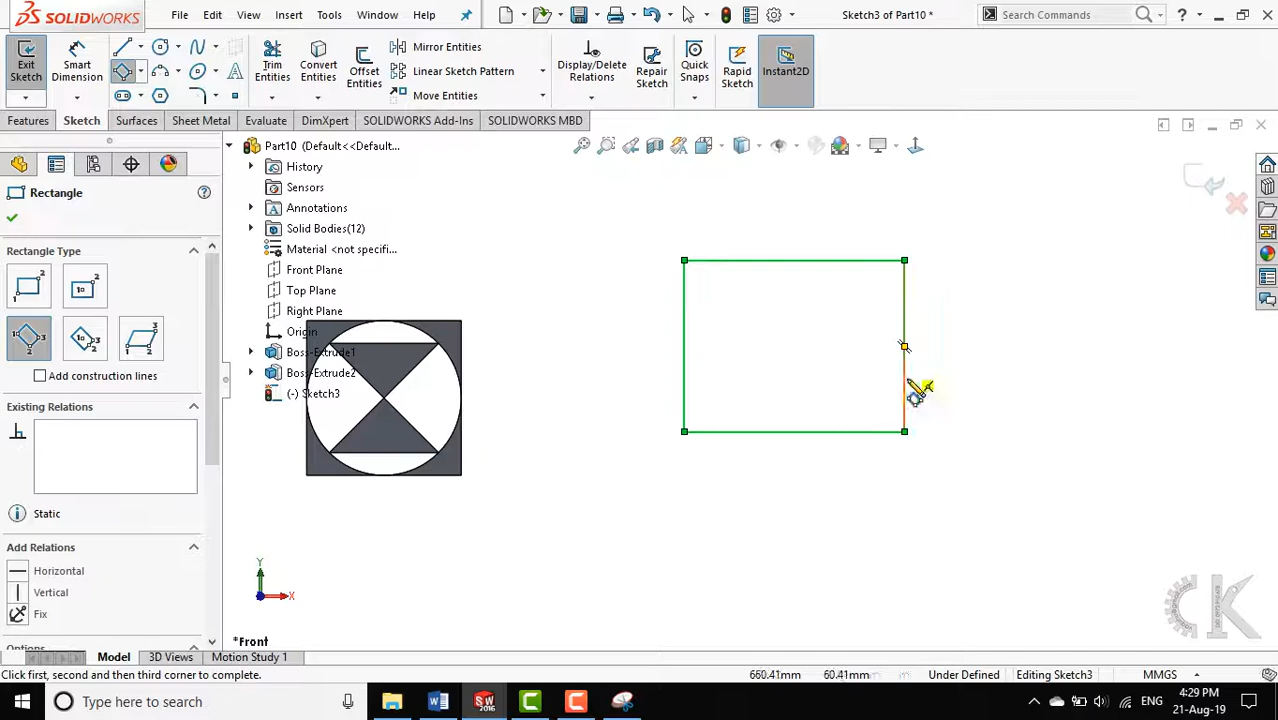 SOLIDWORKS
File
Edit
View
Insert
Tools
Window
Help
Sketch3 of Part10 *
Search Commands
?
Exit Sketch
Smart Dimension
Trim Entities
Convert Entities
Offset Entities
Mirror Entities
Linear Sketch Pattern
Move Entities
Display/Delete Relations
Repair Sketch
Quick Snaps
Rapid Sketch
Instant2D
Features
Sketch
Surfaces
Sheet Metal
Evaluate
DimXpert
SOLIDWORKS Add-Ins
SOLIDWORKS MBD
Rectangle
Rectangle Type
Add construction lines
Existing Relations
Static
Add Relations
Horizontal
Vertical
Fix
Part10 (Default<<Default...
History
Sensors
Annotations
Solid Bodies(12)
Material <not specifi...
Front Plane
Top Plane
Right Plane
Origin
Boss-Extrude1
Boss-Extrude2
(-) Sketch3
Y
X
*Front
Model
3D Views
Motion Study 1
Click first, second and then third corner to complete.
660.41mm
60.41mm
Under Defined
Editing Sketch3
MMGS
Type here to search
SW
2016
ENG
4:29 PM
21-Aug-19